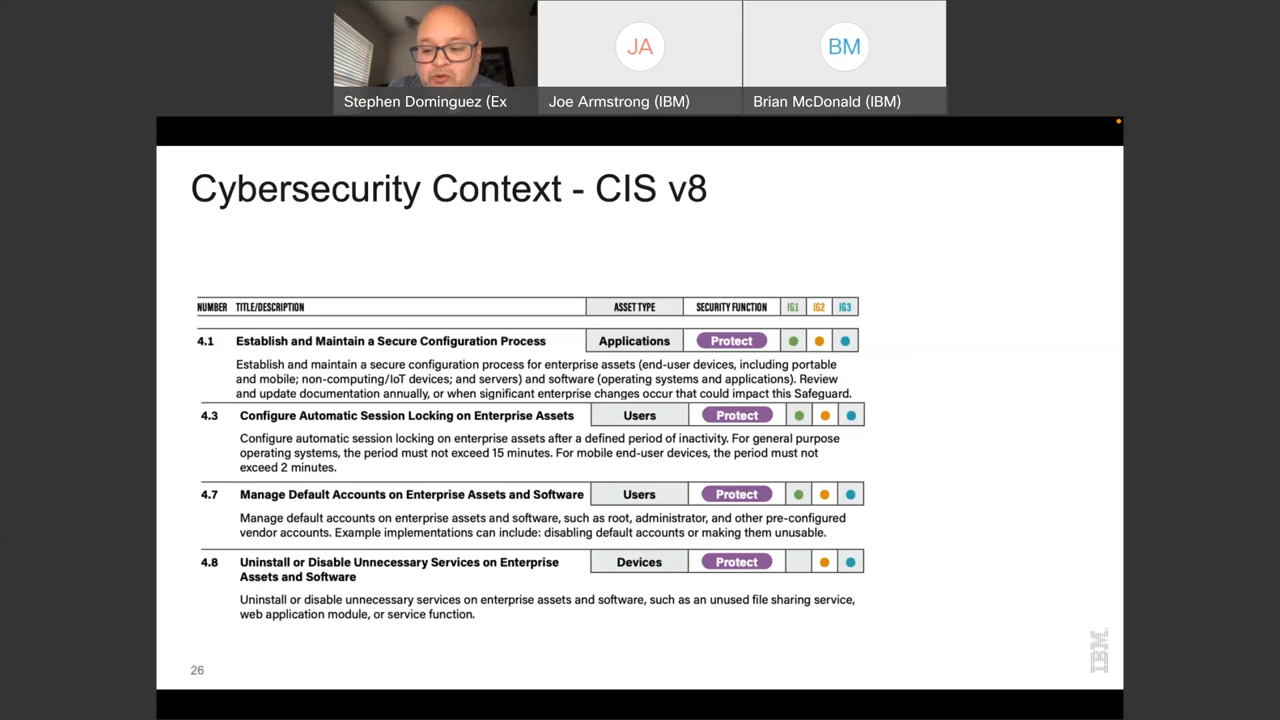 JA
BM
Stephen Dominguez (Ex
Joe Armstrong (IBM)
Brian McDonald (IBM)
Cybersecurity Context - CIS v8
NUMBER TITLE/DESCRIPTION ASSET TYPE SECURITY FUNCTION IG1 IG2 IG3
4.1 Establish and Maintain a Secure Configuration Process Applications Protect
Establish and maintain a secure configuration process for enterprise assets (end-user devices, including portable
and mobile; non-computing/IoT devices; and servers) and software (operating systems and applications). Review
and update documentation annually, or when significant enterprise changes occur that could impact this Safeguard.
4.3 Configure Automatic Session Locking on Enterprise Assets Users Protect
Configure automatic session locking on enterprise assets after a defined period of inactivity. For general purpose
operating systems, the period must not exceed 15 minutes. For mobile end-user devices, the period must not
exceed 2 minutes.
4.7 Manage Default Accounts on Enterprise Assets and Software Users Protect
Manage default accounts on enterprise assets and software, such as root, administrator, and other pre-configured
vendor accounts. Example implementations can include: disabling default accounts or making them unusable.
4.8 Uninstall or Disable Unnecessary Services on Enterprise Devices Protect
Assets and Software
Uninstall or disable unnecessary services on enterprise assets and software, such as an unused file sharing service,
web application module, or service function.
26
IBM